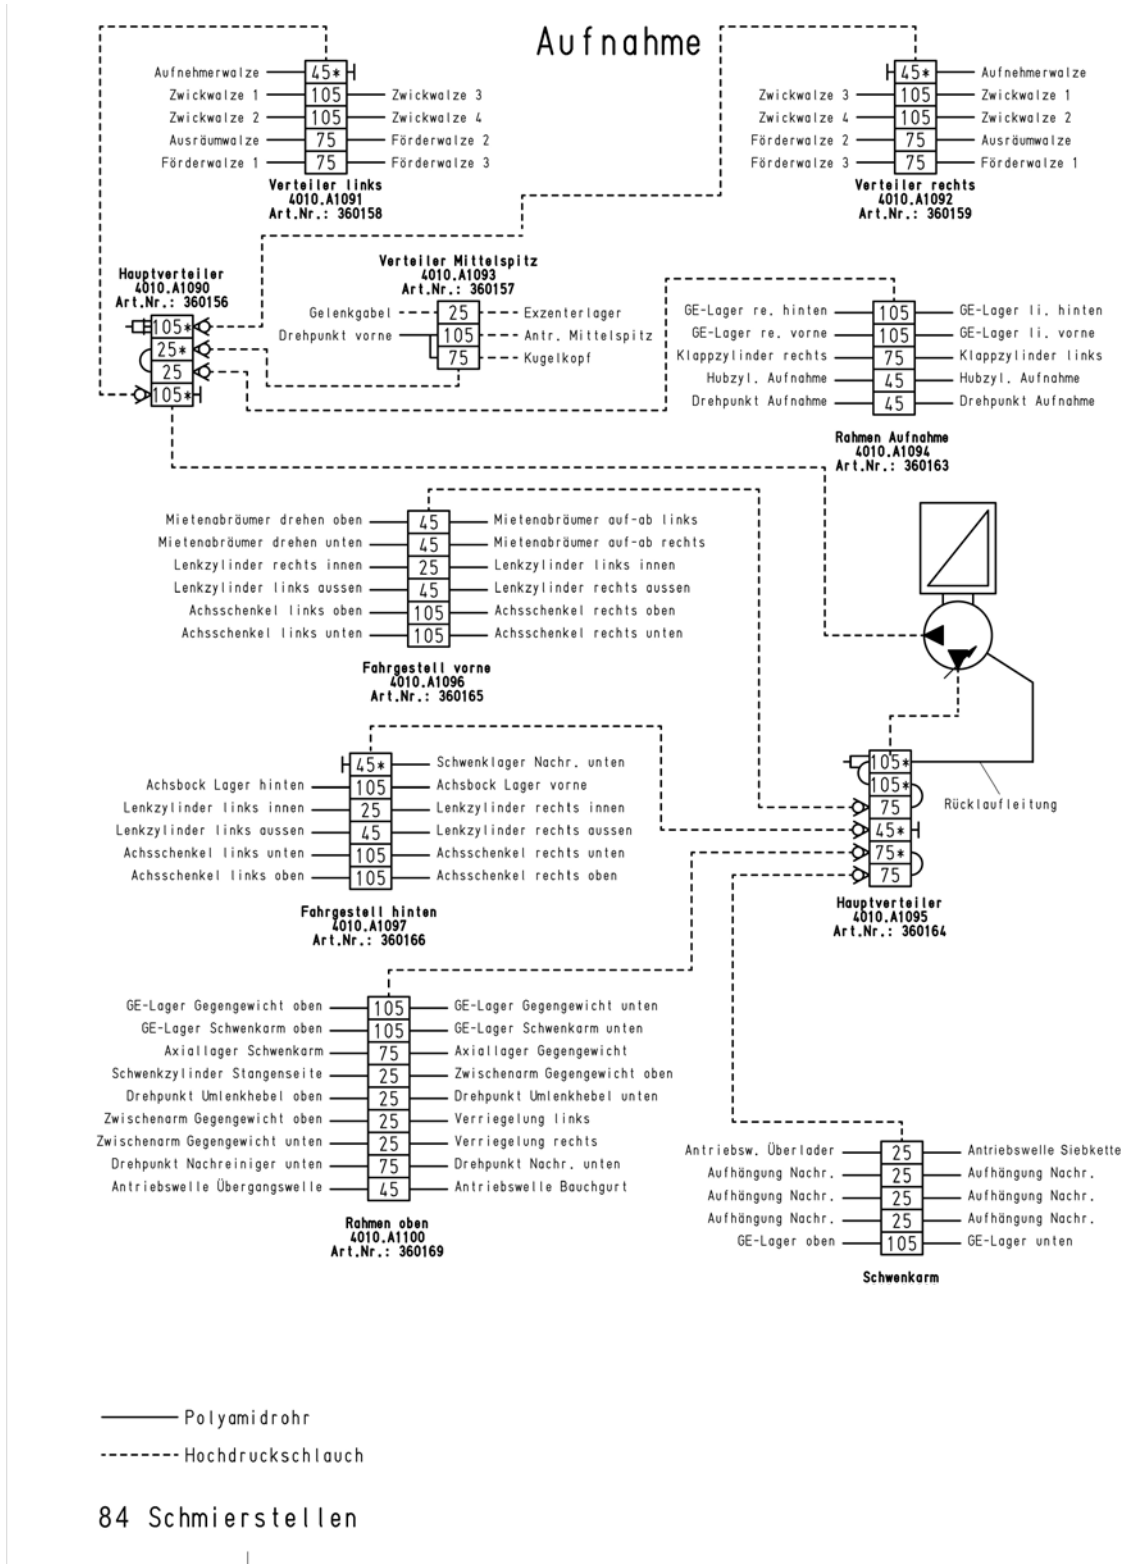 Aufnahme
Aufnehmerwalze 45*
Zwickwalze 1 105 Zwickwalze 3
Zwickwalze 2 105 Zwickwalze 4
Ausräumwalze 75 Förderwalze 2
Förderwalze 1 75 Förderwalze 3
Verteiler links
4010.A1091
Art.Nr.: 360158
45* Aufnehmerwalze
Zwickwalze 3 105 Zwickwalze 1
Zwickwalze 4 105 Zwickwalze 2
Förderwalze 2 75 Ausräumwalze
Förderwalze 3 75 Förderwalze 1
Verteiler rechts
4010.A1092
Art.Nr.: 360159
Hauptverteiler
4010.A1090
Art.Nr.: 360156
105*
25*
25
105*
Verteiler Mittelspitz
4010.A1093
Art.Nr.: 360157
Gelenkgabel 25 Exzenterlager
Drehpunkt vorne 105 Antr. Mittelspitz
75 Kugelkopf
GE-Lager re. hinten 105 GE-Lager li. hinten
GE-Lager re. vorne 105 GE-Lager li. vorne
Klappzylinder rechts 75 Klappzylinder links
Hubzyl. Aufnahme 45 Hubzyl. Aufnahme
Drehpunkt Aufnahme 45 Drehpunkt Aufnahme
Rahmen Aufnahme
4010.A1094
Art.Nr.: 360163
Mietenabräumer drehen oben 45 Mietenabräumer auf-ab links
Mietenabräumer drehen unten 45 Mietenabräumer auf-ab rechts
Lenkzylinder rechts innen 25 Lenkzylinder links innen
Lenkzylinder links aussen 45 Lenkzylinder rechts aussen
Achsschenkel links oben 105 Achsschenkel rechts oben
Achsschenkel links unten 105 Achsschenkel rechts unten
Fahrgestell vorne
4010.A1096
Art.Nr.: 360165
45* Schwenklager Nachr. unten
Achsbock Lager hinten 105 Achsbock Lager vorne
Lenkzylinder links innen 25 Lenkzylinder rechts innen
Lenkzylinder links aussen 45 Lenkzylinder rechts aussen
Achsschenkel links unten 105 Achsschenkel rechts unten
Achsschenkel links oben 105 Achsschenkel rechts oben
Fahrgestell hinten
4010.A1097
Art.Nr.: 360166
105*
105*
75
45*
75*
75
Rücklaufleitung
Hauptverteiler
4010.A1095
Art.Nr.: 360164
GE-Lager Gegengewicht oben 105 GE-Lager Gegengewicht unten
GE-Lager Schwenkarm oben 105 GE-Lager Schwenkarm unten
Axiallager Schwenkarm 75 Axiallager Gegengewicht
Schwenkzylinder Stangenseite 25 Zwischenarm Gegengewicht oben
Drehpunkt Umlenkhebel oben 25 Drehpunkt Umlenkhebel unten
Zwischenarm Gegengewicht oben 25 Verriegelung links
Zwischenarm Gegengewicht unten 25 Verriegelung rechts
Drehpunkt Nachreiniger unten 75 Drehpunkt Nachr. unten
Antriebswelle Übergangswelle 45 Antriebswelle Bauchgurt
Rahmen oben
4010.A1100
Art.Nr.: 360169
Antriebsw. Überlader 25 Antriebswelle Siebkette
Aufhängung Nachr. 25 Aufhängung Nachr.
Aufhängung Nachr. 25 Aufhängung Nachr.
Aufhängung Nachr. 25 Aufhängung Nachr.
GE-Lager oben 105 GE-Lager unten
Schwenkarm
Polyamidrohr
Hochdruckschlauch
84 Schmierstellen